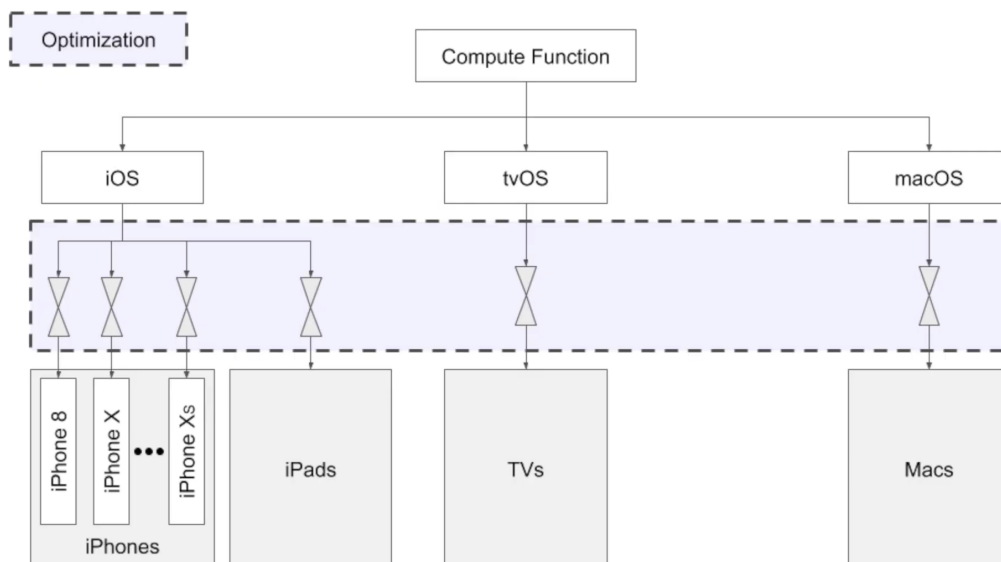 Optimization
Compute Function
iOS
tvOS
macOS
iPhone 8
iPhone X
iPhone Xs
iPhones
iPads
TVs
Macs